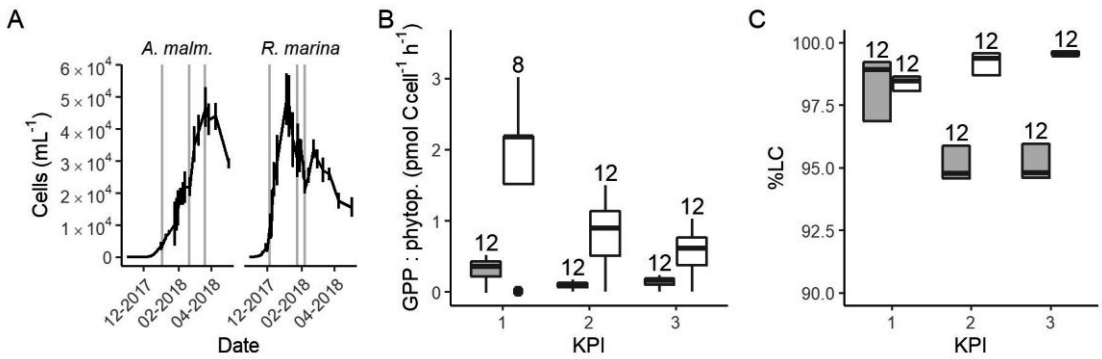 A
A. malm.
R. marina
Cells (mL⁻¹)
6 × 10⁴
5 × 10⁴
4 × 10⁴
3 × 10⁴
2 × 10⁴
1 × 10⁴
0
12-2017
02-2018
04-2018
12-2017
02-2018
04-2018
Date
B
GPP : phytop. (pmol Ccell⁻¹ h⁻¹)
3
2
1
0
12
8
12
12
12
12
1
2
3
KPI
C
%LC
100.0
97.5
95.0
92.5
90.0
12
12
12
12
12
12
1
2
3
KPI